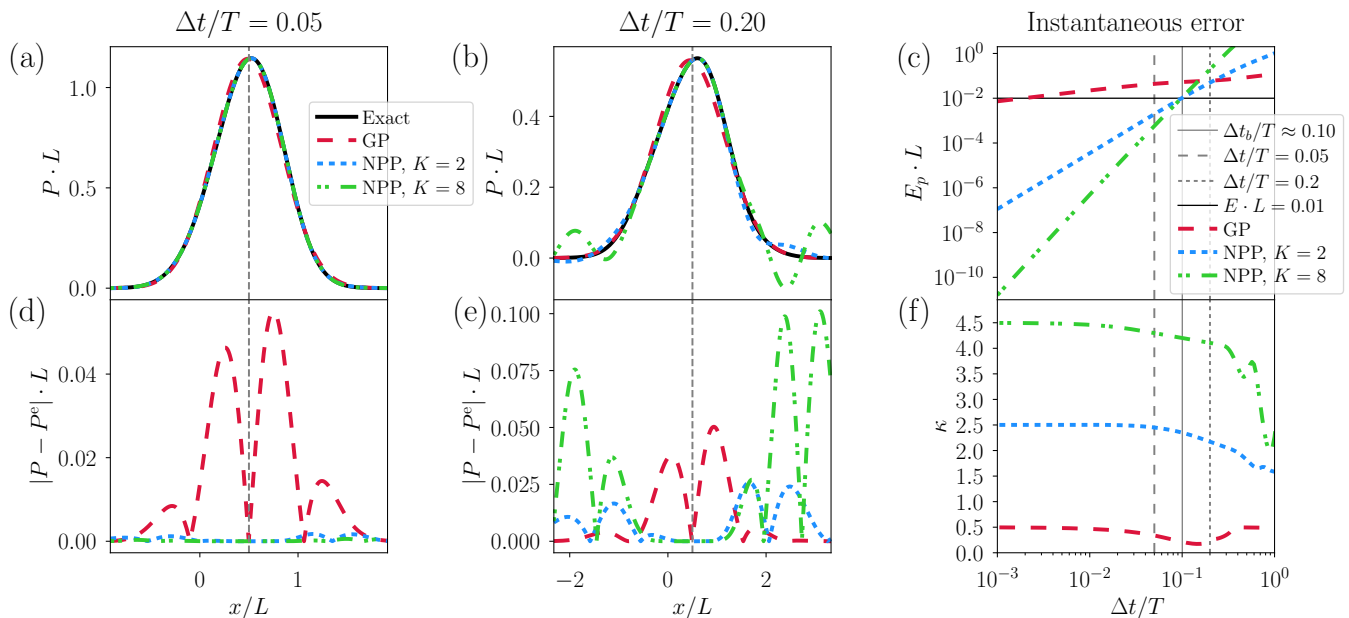 Δt/T = 0.05
Δt/T = 0.20
Instantaneous error
(a)
P · L
1.0
0.5
0.0
Exact
GP
NPP, K = 2
NPP, K = 8
(b)
P · L
0.4
0.2
0.0
(c)
E_p · L
10^0
10^−2
10^−4
10^−6
10^−8
10^−10
Δt_b/T ≈ 0.10
Δt/T = 0.05
Δt/T = 0.2
E · L = 0.01
GP
NPP, K = 2
NPP, K = 8
(d)
|P − P^e| · L
0.04
0.02
0.00
0
1
x/L
(e)
|P − P^e| · L
0.100
0.075
0.050
0.025
0.000
−2
0
2
x/L
(f)
κ
4.5
4.0
3.5
3.0
2.5
2.0
1.5
1.0
0.5
0.0
10^−3
10^−2
10^−1
10^0
Δt/T